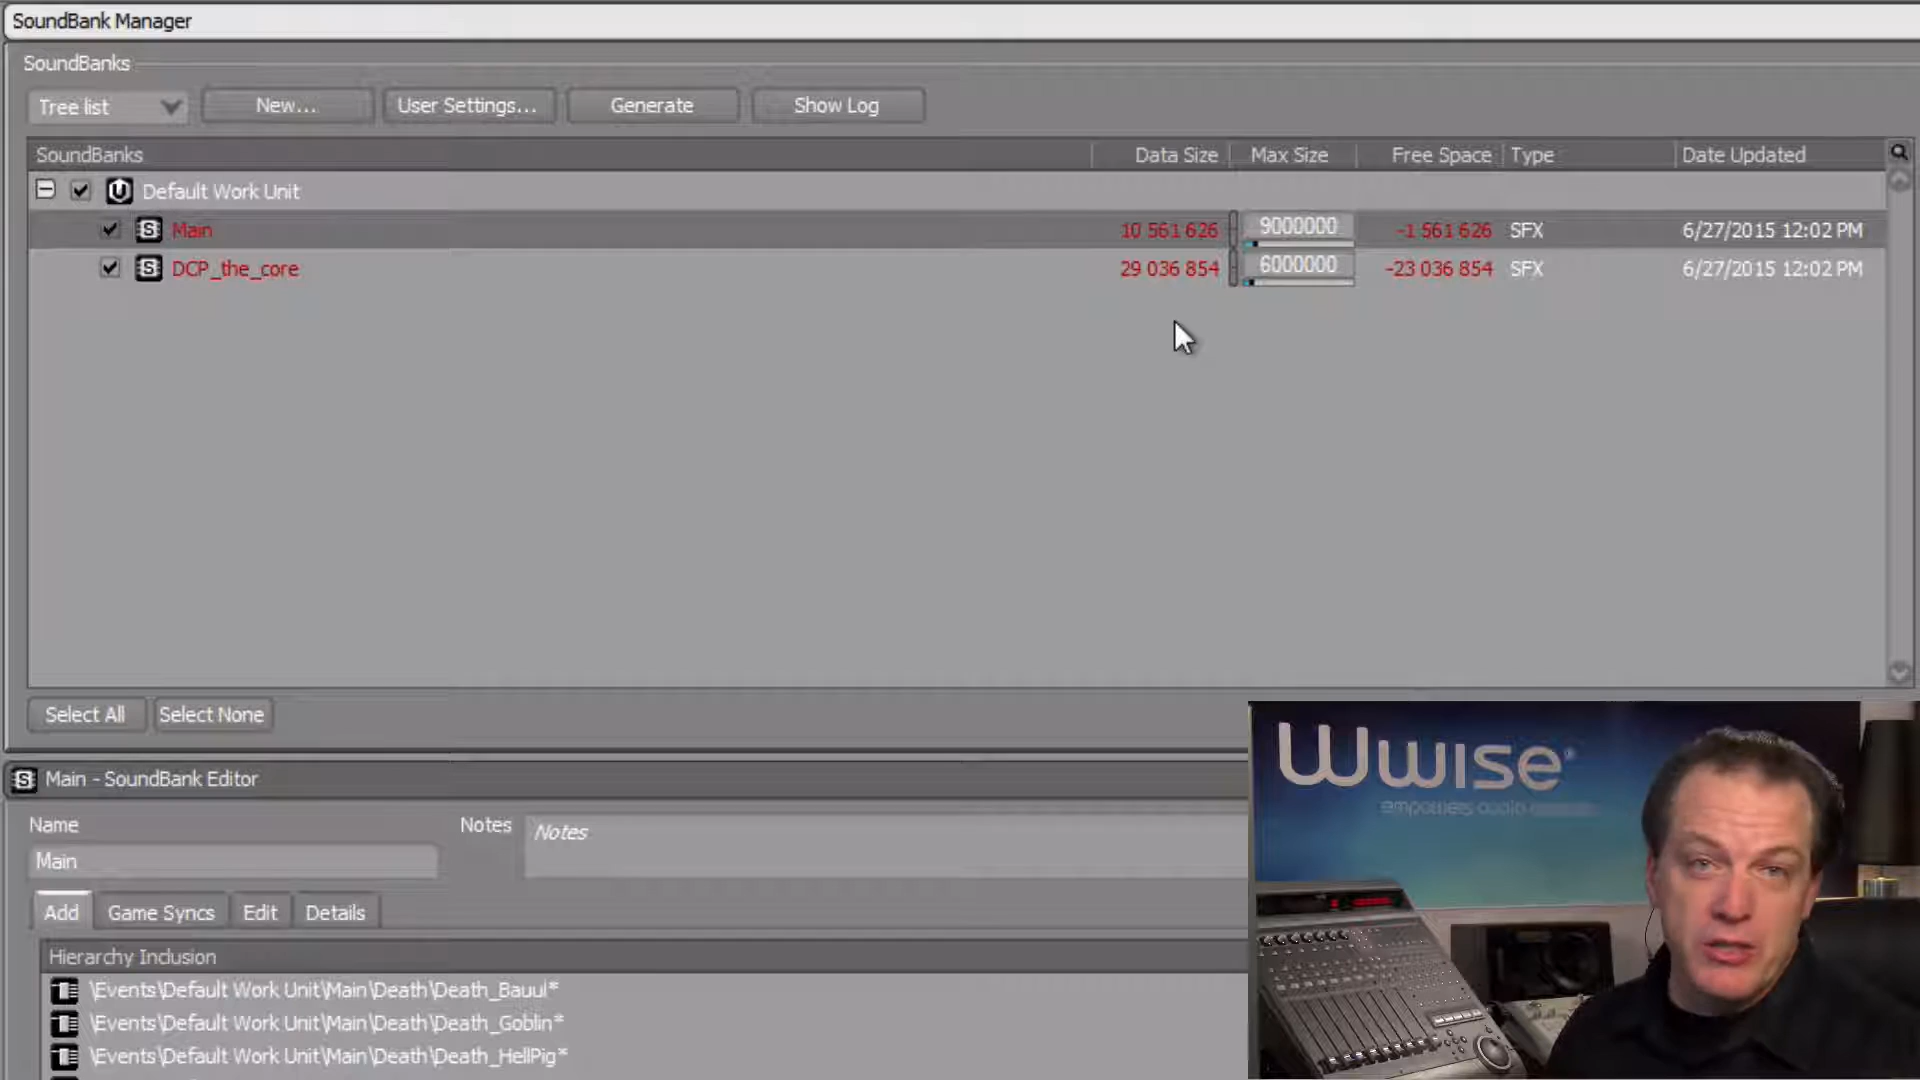 SoundBank Manager
SoundBanks
Tree list New... User Settings... Generate Show Log
SoundBanks Data Size Max Size Free Space Type Date Updated
Default Work Unit
Main 10 561 626 9000000 -1 561 626 SFX 6/27/2015 12:02 PM
DCP_the_core 29 036 854 6000000 -23 036 854 SFX 6/27/2015 12:02 PM
Select All Select None
Main - SoundBank Editor
Name Notes Notes
Main
Add Game Syncs Edit Details
Hierarchy Inclusion
\Events\Default Work Unit\Main\Death\Death_Bauul*
\Events\Default Work Unit\Main\Death\Death_Goblin*
\Events\Default Work Unit\Main\Death\Death_HellPig*
Wwise®
empowers audio